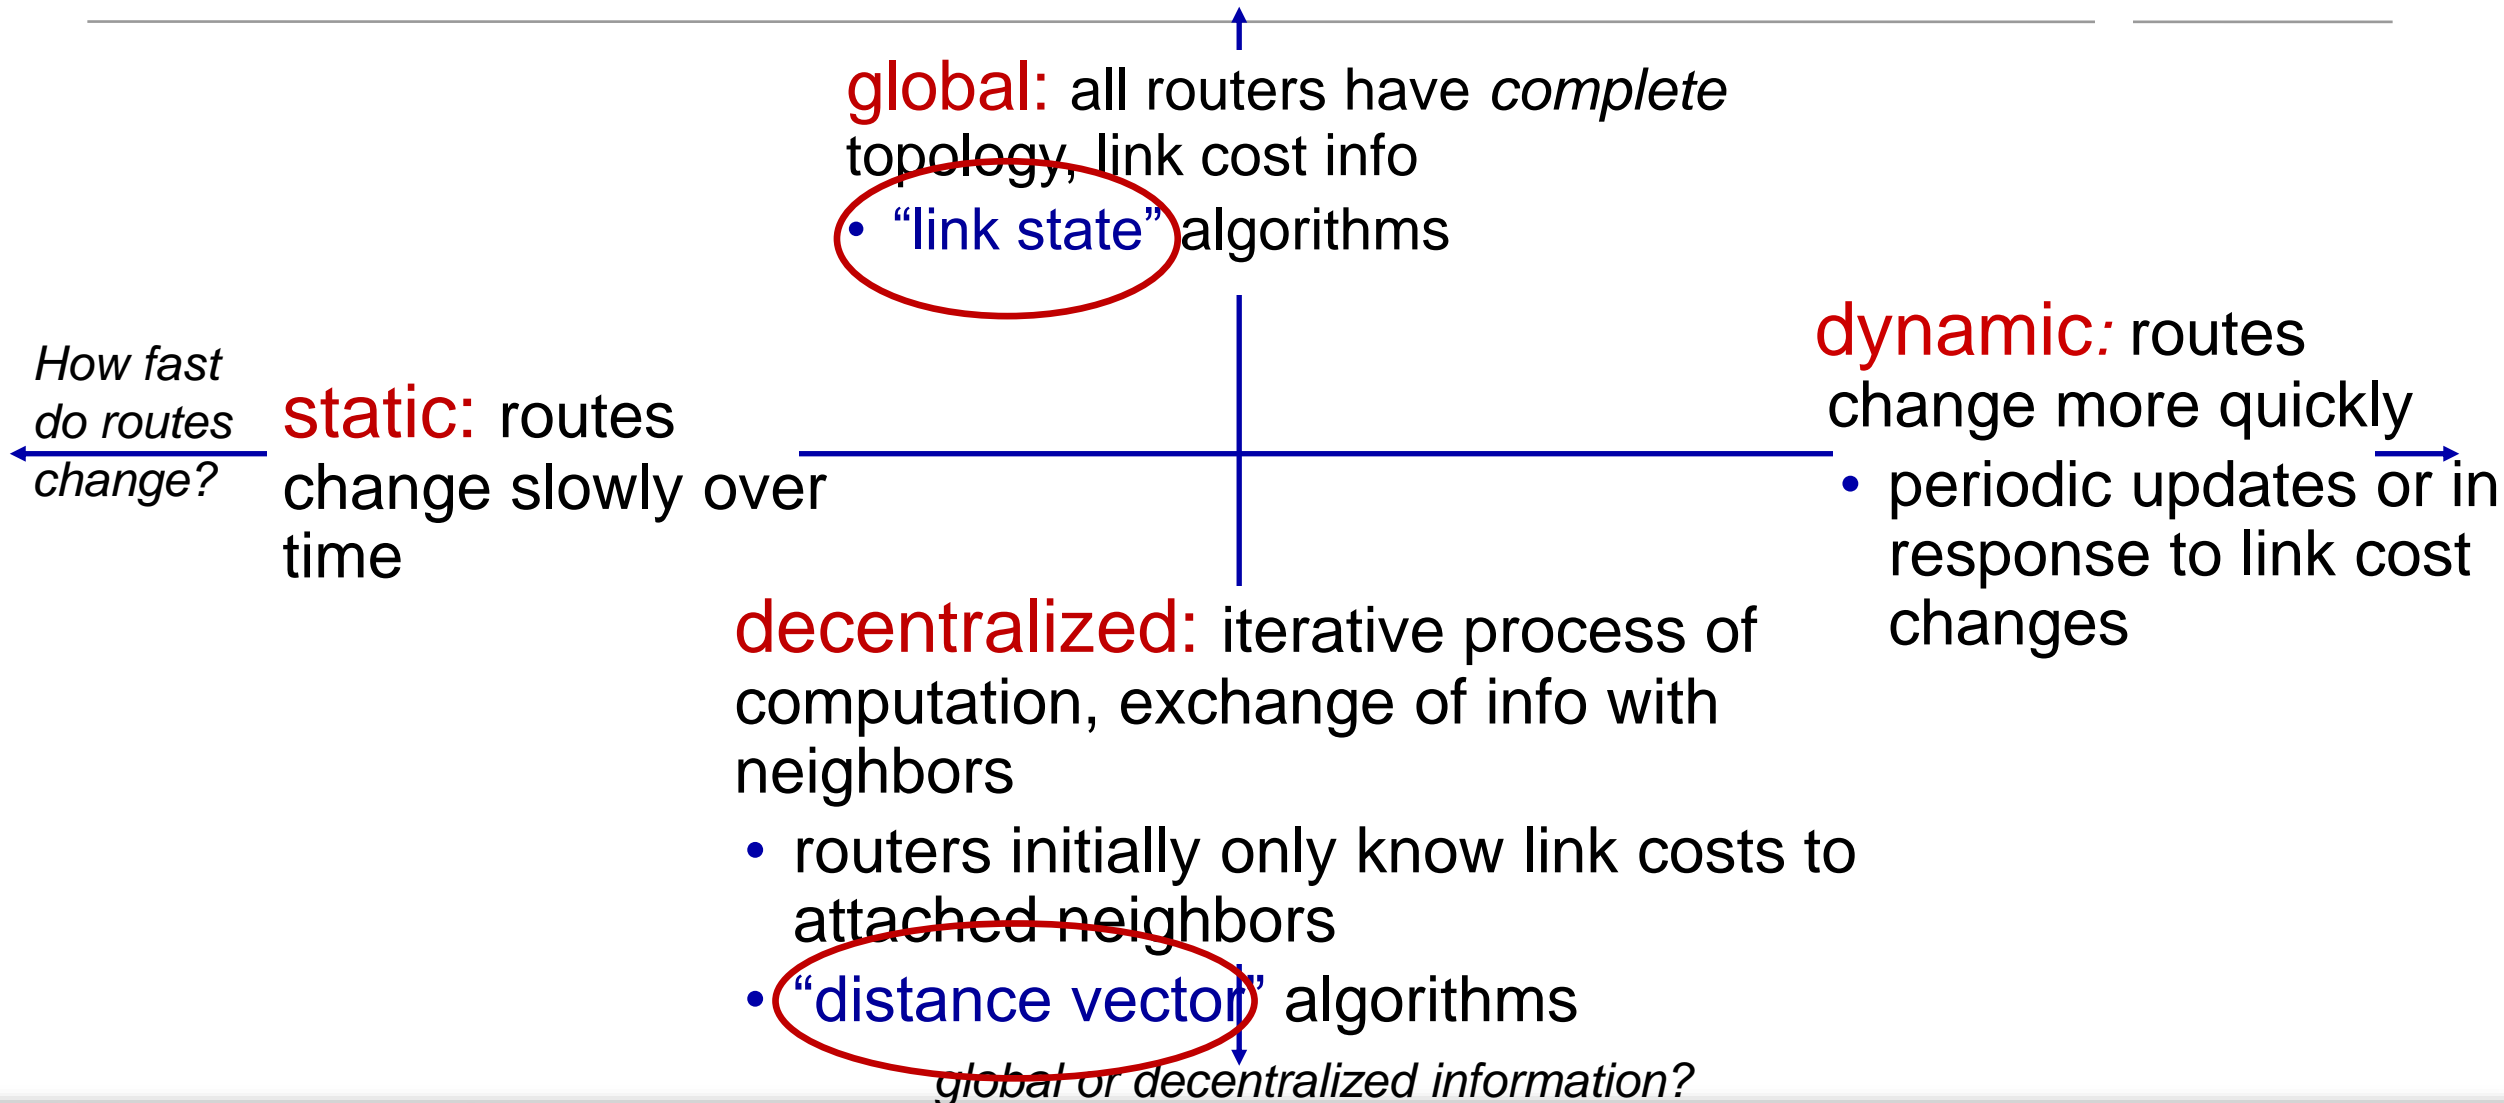 global: all routers have complete
topology, link cost info
• “link state” algorithms
How fast
do routes
change?
static: routes
change slowly over
time
dynamic: routes
change more quickly
• periodic updates or in
response to link cost
changes
decentralized: iterative process of
computation, exchange of info with
neighbors
• routers initially only know link costs to
attached neighbors
• “distance vector” algorithms
global or decentralized information?